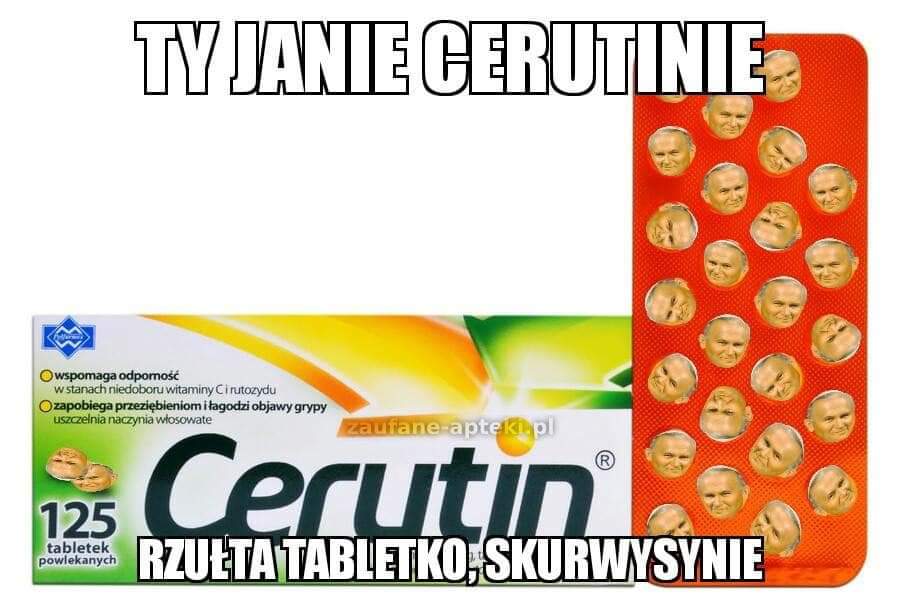 TY JANIE CERUTINIE
Polfarmex
wspomaga odporność
w stanach niedoboru witaminy C i rutozydu
zapobiega przeziębieniom i łagodzi objawy grypy
uszczelnia naczynia włosowate
zaufane-apteki.pl
Cerutin®
125
tabletek
powlekanych
RZUŁTA TABLETKO, SKURWYSYNIE